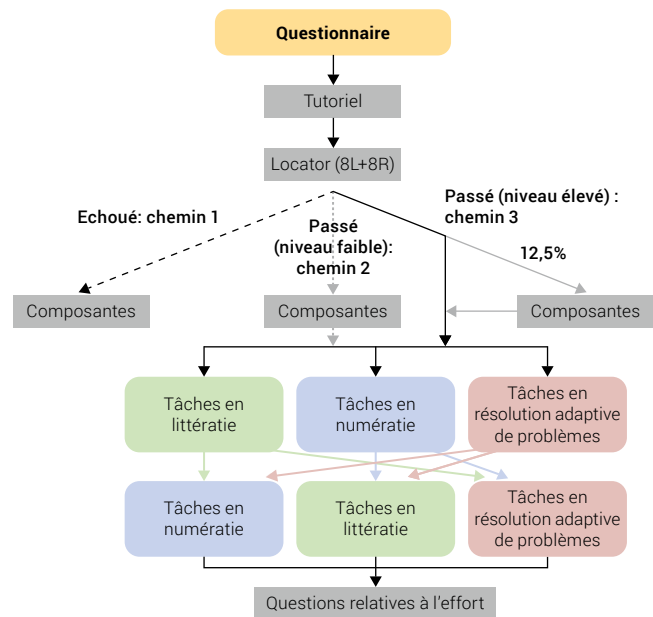 Questionnaire
Tutoriel
Locator (8L+8R)
Echoué: chemin 1
Passé
(niveau faible):
chemin 2
Passé (niveau élevé) :
chemin 3
12,5%
Composantes
Composantes
Composantes
Tâches en
littératie
Tâches en
numératie
Tâches en
résolution adaptive
de problèmes
Tâches en
numératie
Tâches en
littératie
Tâches en
résolution adaptive
de problèmes
Questions relatives à l'effort